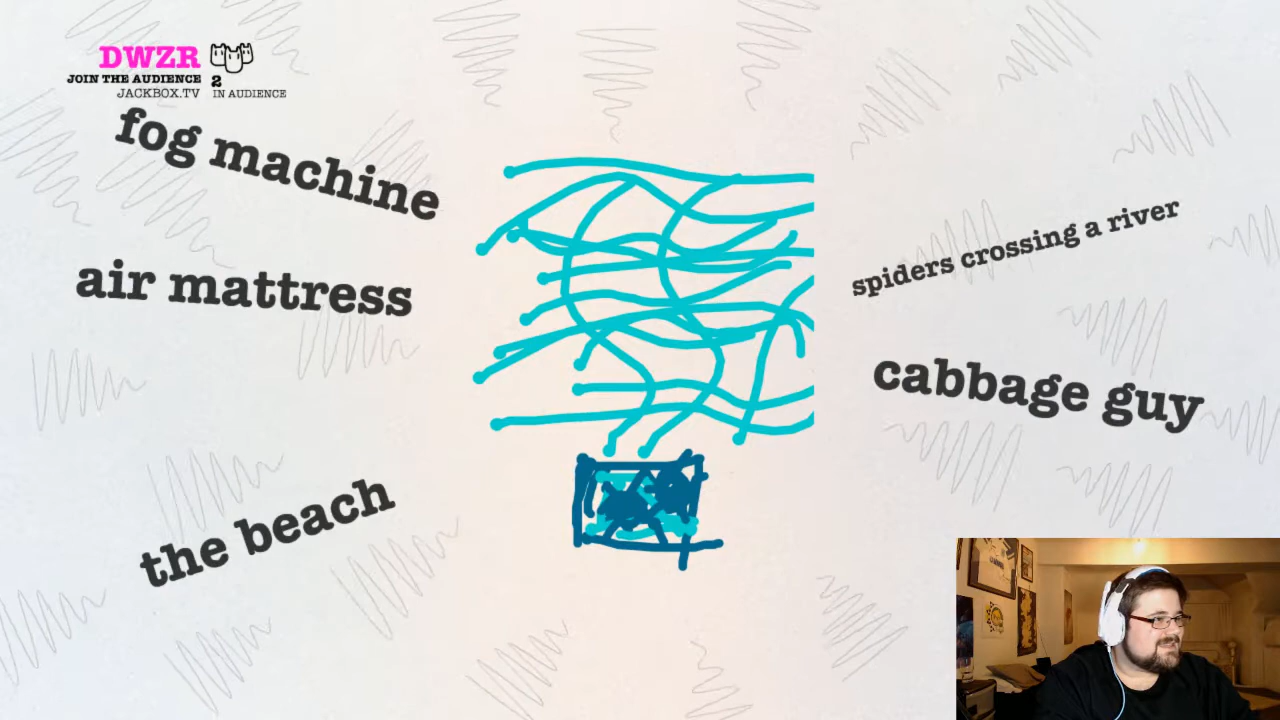 DWZR
JOIN THE AUDIENCE
JACKBOX.TV
2
IN AUDIENCE
fog machine
air mattress
the beach
spiders crossing a river
cabbage guy